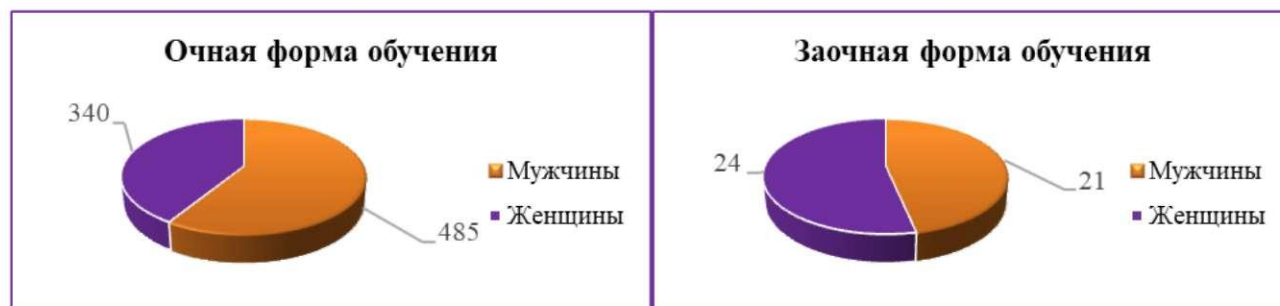 Очная форма обучения
340
485
Мужчины
Женщины
Заочная форма обучения
24
21
Мужчины
Женщины